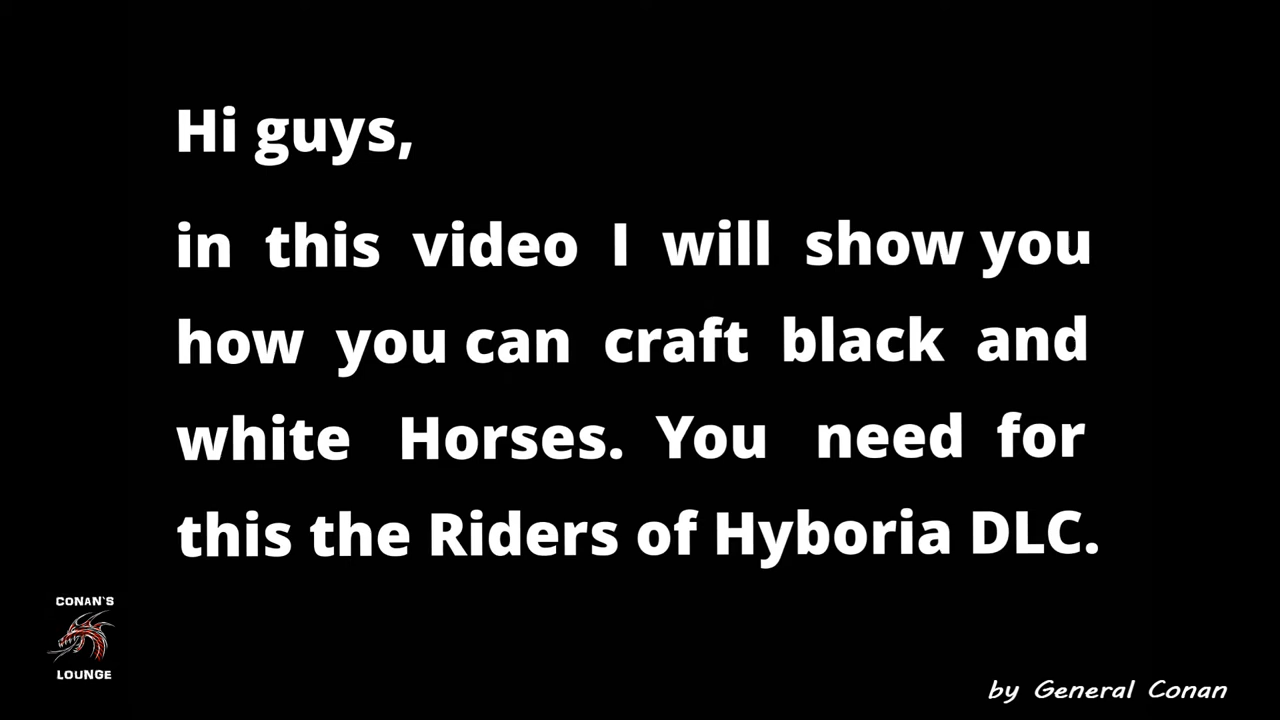 Hi guys,
in this video I will show you
how you can craft black and
white Horses. You need for
this the Riders of Hyboria DLC.
CONAN`S
LOUNGE
by General Conan